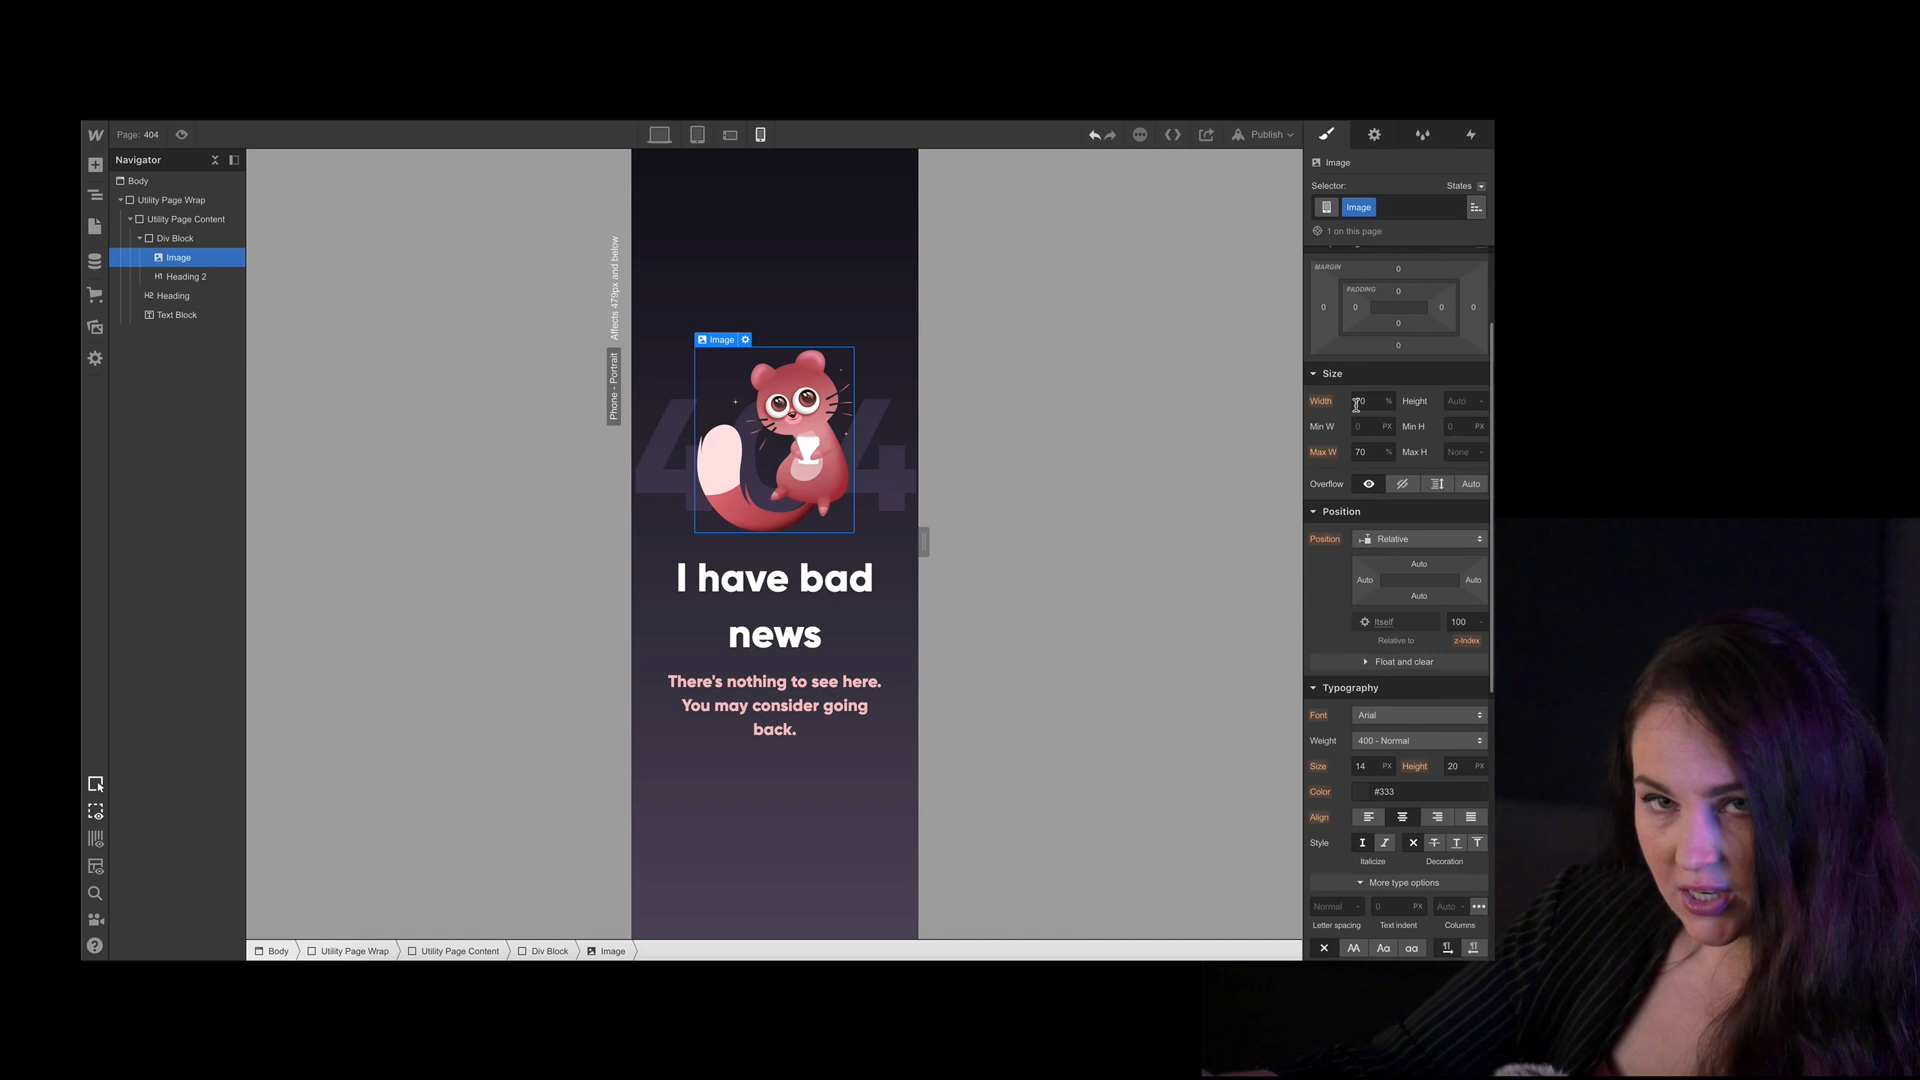 Page: 404
Publish
Navigator
Body
Utility Page Wrap
Utility Page Content
Div Block
Image
H1 Heading 2
H2 Heading
Text Block
Affects 479px and below
Phone - Portrait
Image
404
I have bad
news
There's nothing to see here.
You may consider going
back.
Image
Selector:
States
Image
1 on this page
MARGIN
0
PADDING
0
0
0
0
0
0
0
Size
Width
%
Height
Auto
-
Min W
0
PX
Min H
0
PX
Max W
70
%
Max H
None
-
Overflow
Auto
Position
Position
Relative
Auto
Auto
Auto
Auto
Itself
100
-
Relative to
z-Index
Float and clear
Typography
Font
Arial
Weight
400 - Normal
Size
14
PX
Height
20
PX
Color
#333
Align
Style
Italicize
Decoration
More type options
Normal
-
0
PX
Auto
-
Letter spacing
Text indent
Columns
AA
Aa
aa
Body
Utility Page Wrap
Utility Page Content
Div Block
Image